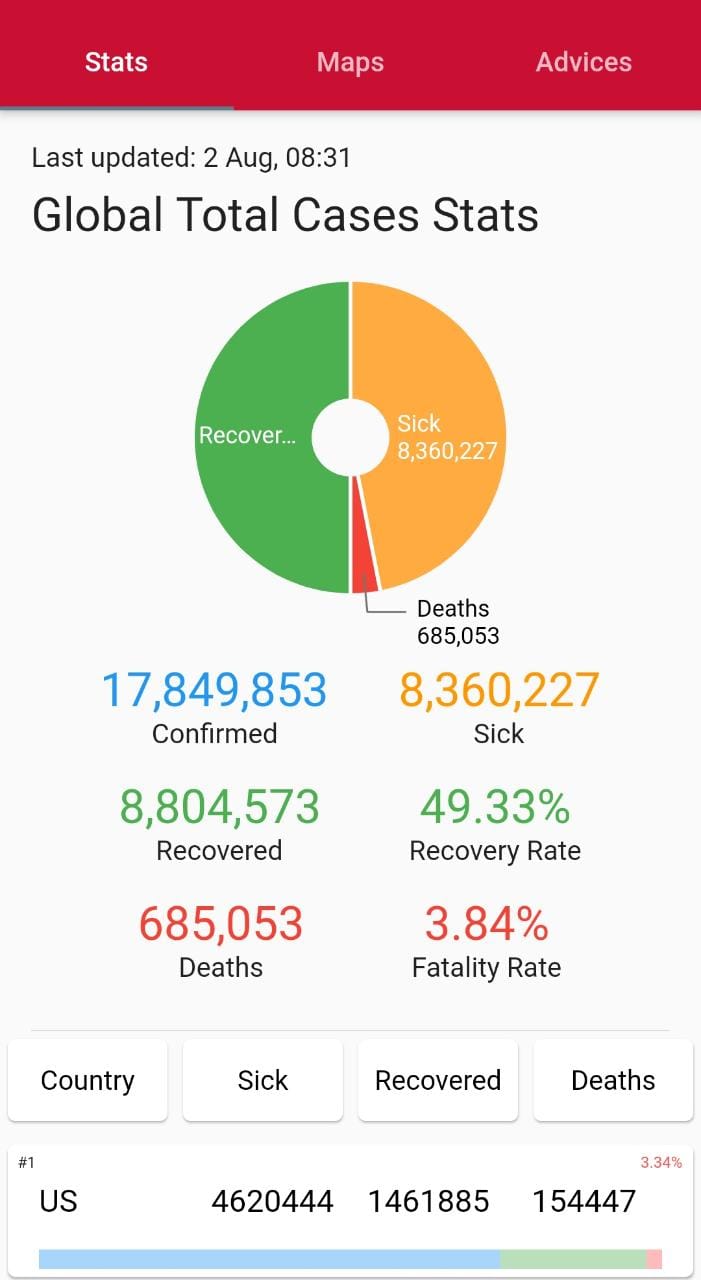 Stats Maps Advices
Last updated: 2 Aug, 08:31
Global Total Cases Stats
Recover...
Sick
8,360,227
Deaths
685,053
17,849,853 8,360,227
Confirmed Sick
8,804,573 49.33%
Recovered Recovery Rate
685,053 3.84%
Deaths Fatality Rate
Country Sick Recovered Deaths
#1 3.34%
US 4620444 1461885 154447